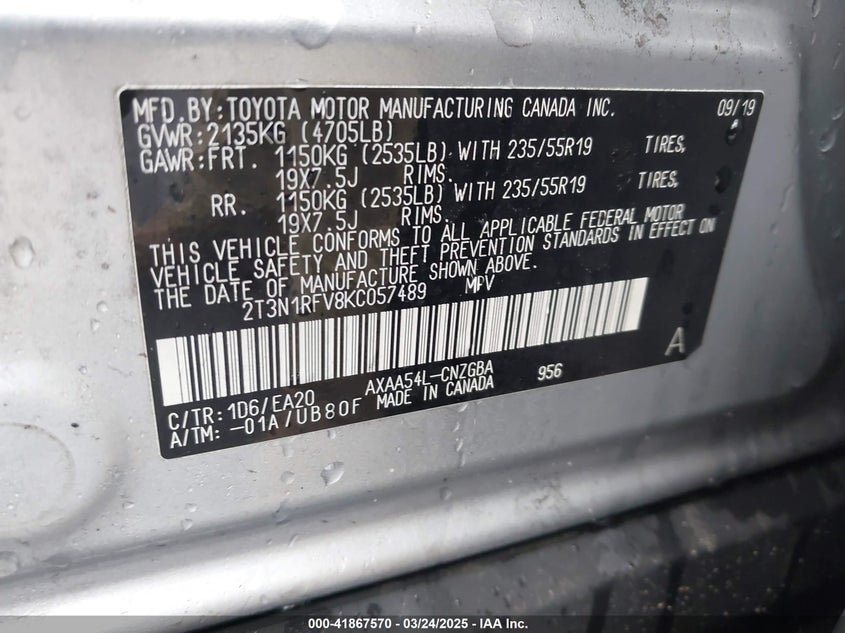 MFD.BY:TOYOTA MOTOR MANUFACTURING CANADA INC. 09/19
GVWR:2135KG (4705LB)
GAWR:FRT. 1150KG (2535LB) WITH 235/55R19 TIRES,
19X7.5J RIMS.
RR. 1150KG (2535LB) WITH 235/55R19 TIRES,
19X7.5J RIMS.
THIS VEHICLE CONFORMS TO ALL APPLICABLE FEDERAL MOTOR
VEHICLE SAFETY AND THEFT PREVENTION STANDARDS IN EFFECT ON
THE DATE OF MANUFACTURE SHOWN ABOVE.
2T3N1RFV8KC057489 MPV
A
C/TR: 1D6/EA20 AXAA54L-CNZGBA 956
A/TM: -01A/UB80F MADE IN CANADA
000-41867570 - 03/24/2025 - IAA Inc.